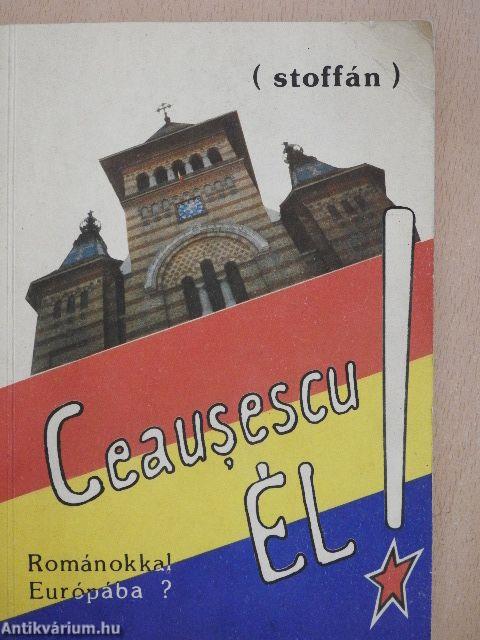 ( stoffán )
Ceaușescu
ÉL !
Románokkal
Európába ?
Antikvárium.hu